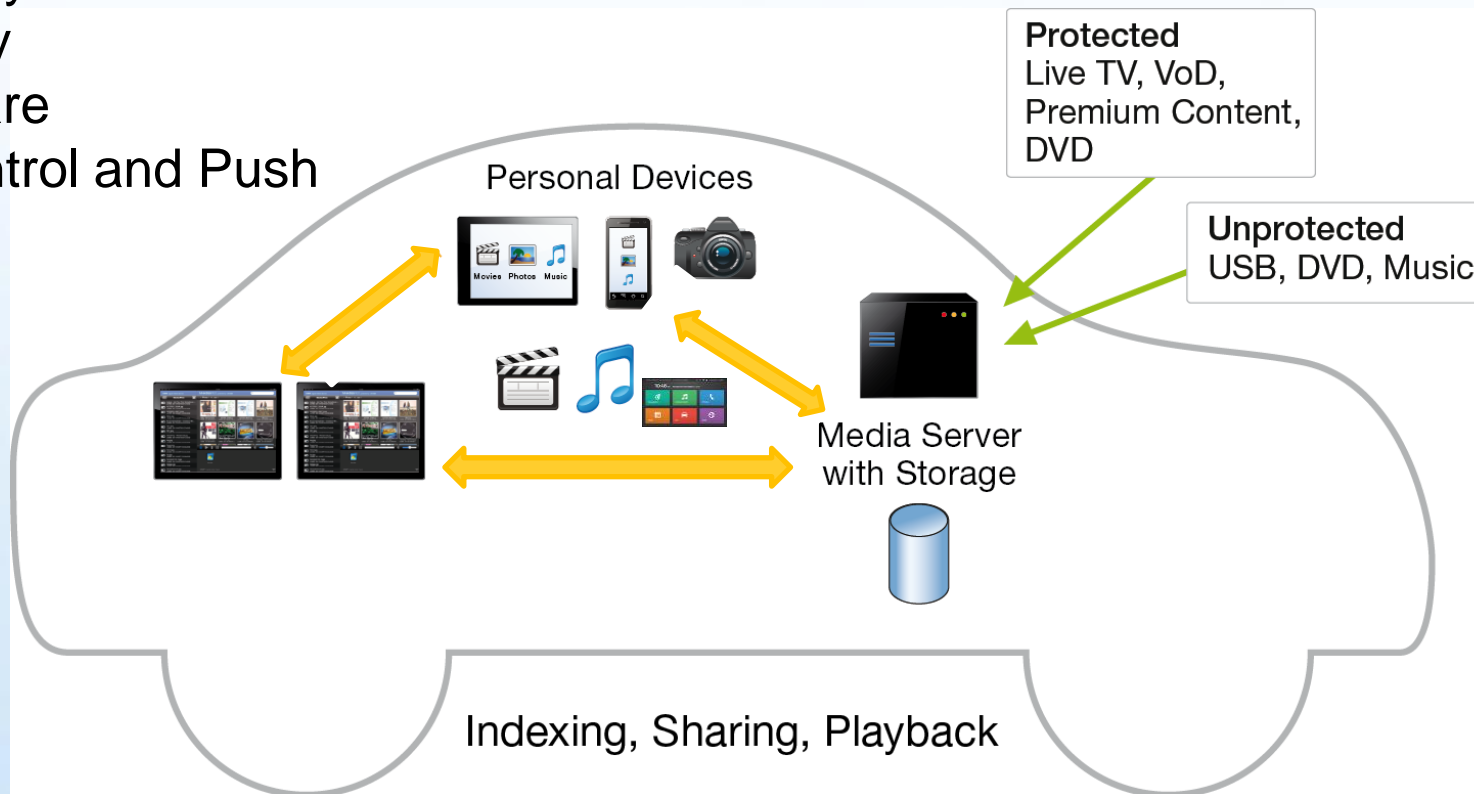 y
re
ntrol and Push
Protected
Live TV, VoD,
Premium Content,
DVD
Unprotected
USB, DVD, Music
Personal Devices
Movies Photos Music
Media Server
with Storage
Indexing, Sharing, Playback